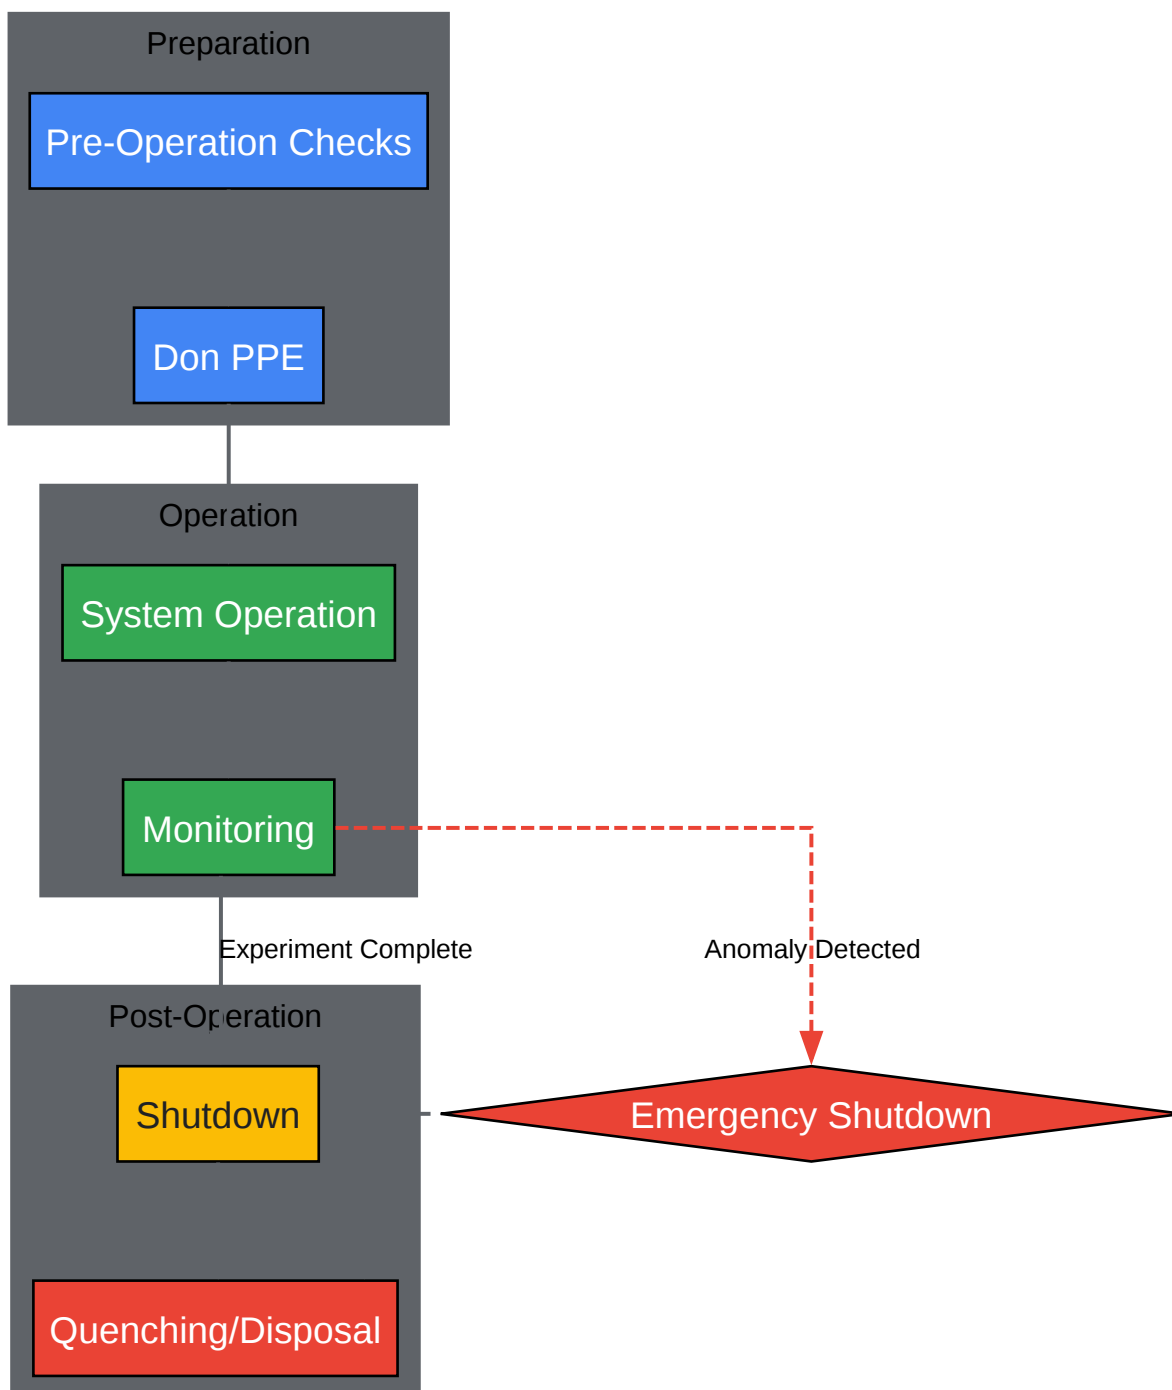 Preparation
Pre-Operation Checks
Don PPE
Operation
System Operation
Monitoring
Experiment Complete
Anomaly Detected
Post-Operation
Shutdown
Emergency Shutdown
Quenching/Disposal